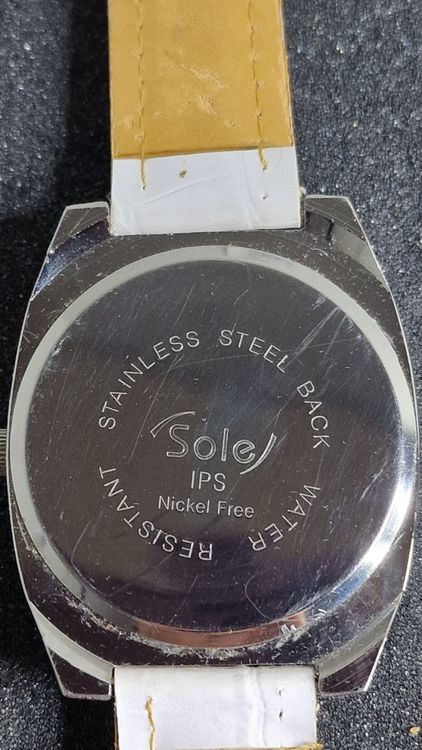 STAINLESS STEEL BACK
Sole
IPS
Nickel Free
WATER RESISTANT